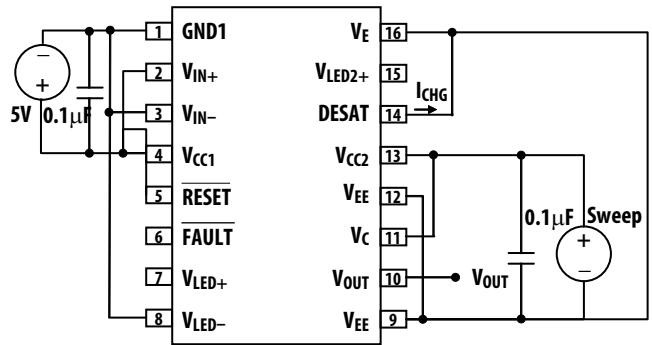 1 GND1 VE 16
2 VIN+ VLED2+ 15
ICHG
3 VIN– DESAT 14
5V 0.1μF
4 VCC1 VCC2 13
5 RESET VEE 12
0.1μF Sweep
6 FAULT VC 11
7 VLED+ VOUT 10 VOUT
8 VLED– VEE 9